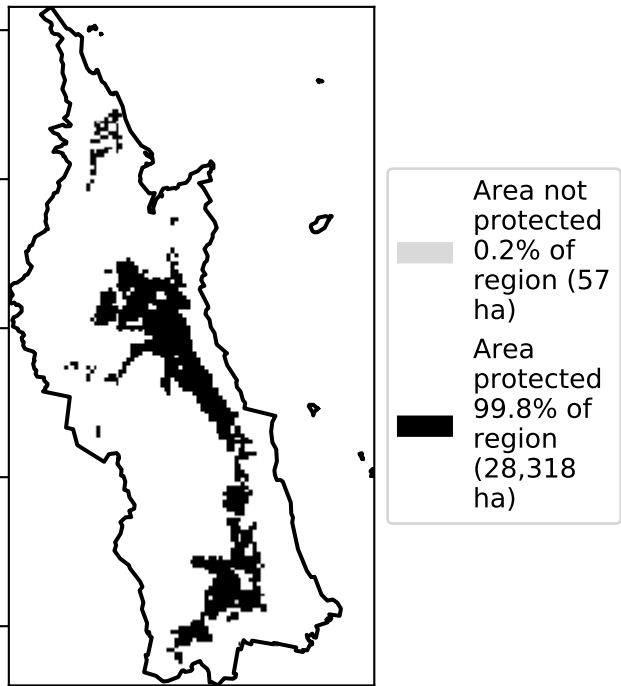 Area not
protected
0.2% of
region (57
ha)
Area
protected
99.8% of
region
(28,318
ha)